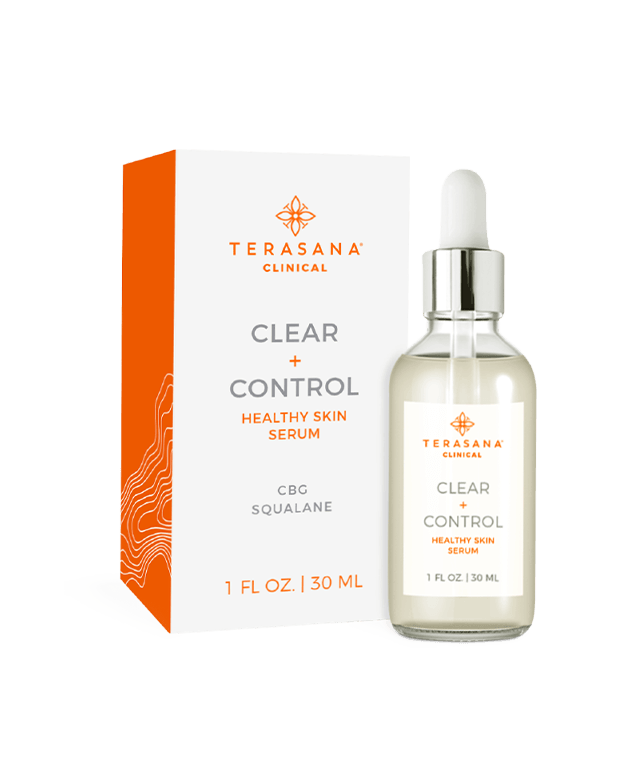 TERASANA®
CLINICAL
CLEAR
+
CONTROL
HEALTHY SKIN
SERUM
CBG
SQUALANE
1 FL OZ. | 30 ML
TERASANA®
CLINICAL
CLEAR
+
CONTROL
HEALTHY SKIN
SERUM
1 FL OZ. | 30 ML